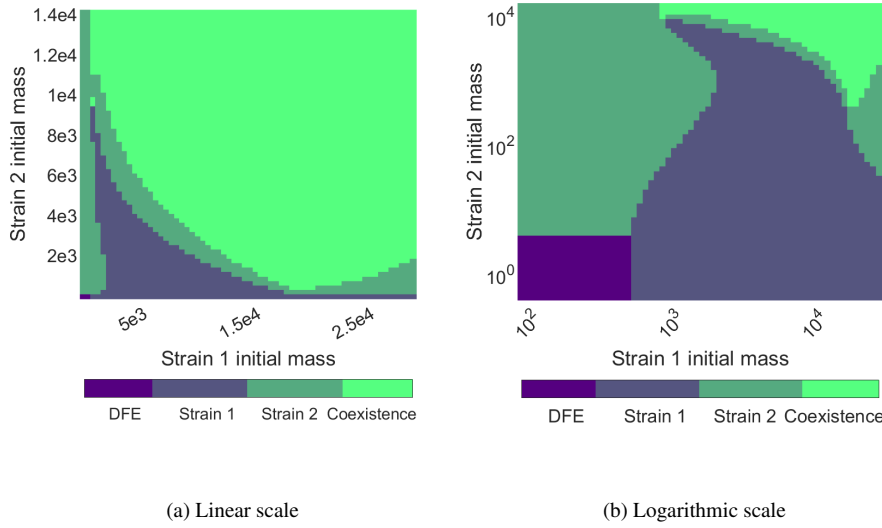 1.4e4
1.2e4
1e4
8e3
6e3
4e3
2e3
Strain 2 initial mass
5e3 1.5e4 2.5e4
Strain 1 initial mass
DFE Strain 1 Strain 2 Coexistence
(a) Linear scale
10^4
10^2
10^0
Strain 2 initial mass
10^2 10^3 10^4
Strain 1 initial mass
DFE Strain 1 Strain 2 Coexistence
(b) Logarithmic scale